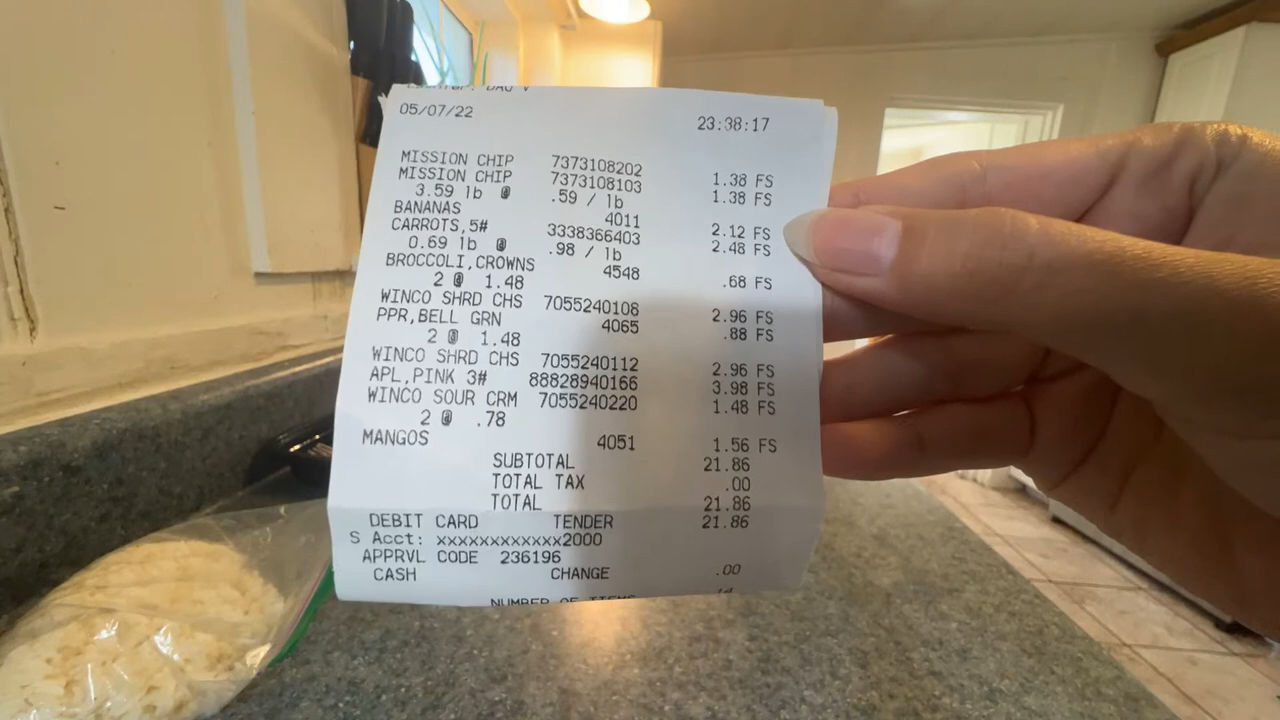 05/07/22 23:38:17
MISSION CHIP 7373108202 1.38 FS
MISSION CHIP 7373108103 1.38 FS
3.59 lb @ .59 / lb
BANANAS 4011 2.12 FS
CARROTS,5# 3338366403 2.48 FS
0.69 lb @ .98 / lb
BROCCOLI,CROWNS 4548 .68 FS
2 @ 1.48
WINCO SHRD CHS 7055240108 2.96 FS
PPR,BELL GRN 4065 .88 FS
2 @ 1.48
WINCO SHRD CHS 7055240112 2.96 FS
APL,PINK 3# 88828940166 3.98 FS
WINCO SOUR CRM 7055240220 1.48 FS
2 @ .78
MANGOS 4051 1.56 FS
SUBTOTAL 21.86
TOTAL TAX .00
TOTAL 21.86
DEBIT CARD TENDER 21.86
S Acct: xxxxxxxxxxxx2000
APPRVL CODE 236196
CASH CHANGE .00
NUMBER OF ITEMS